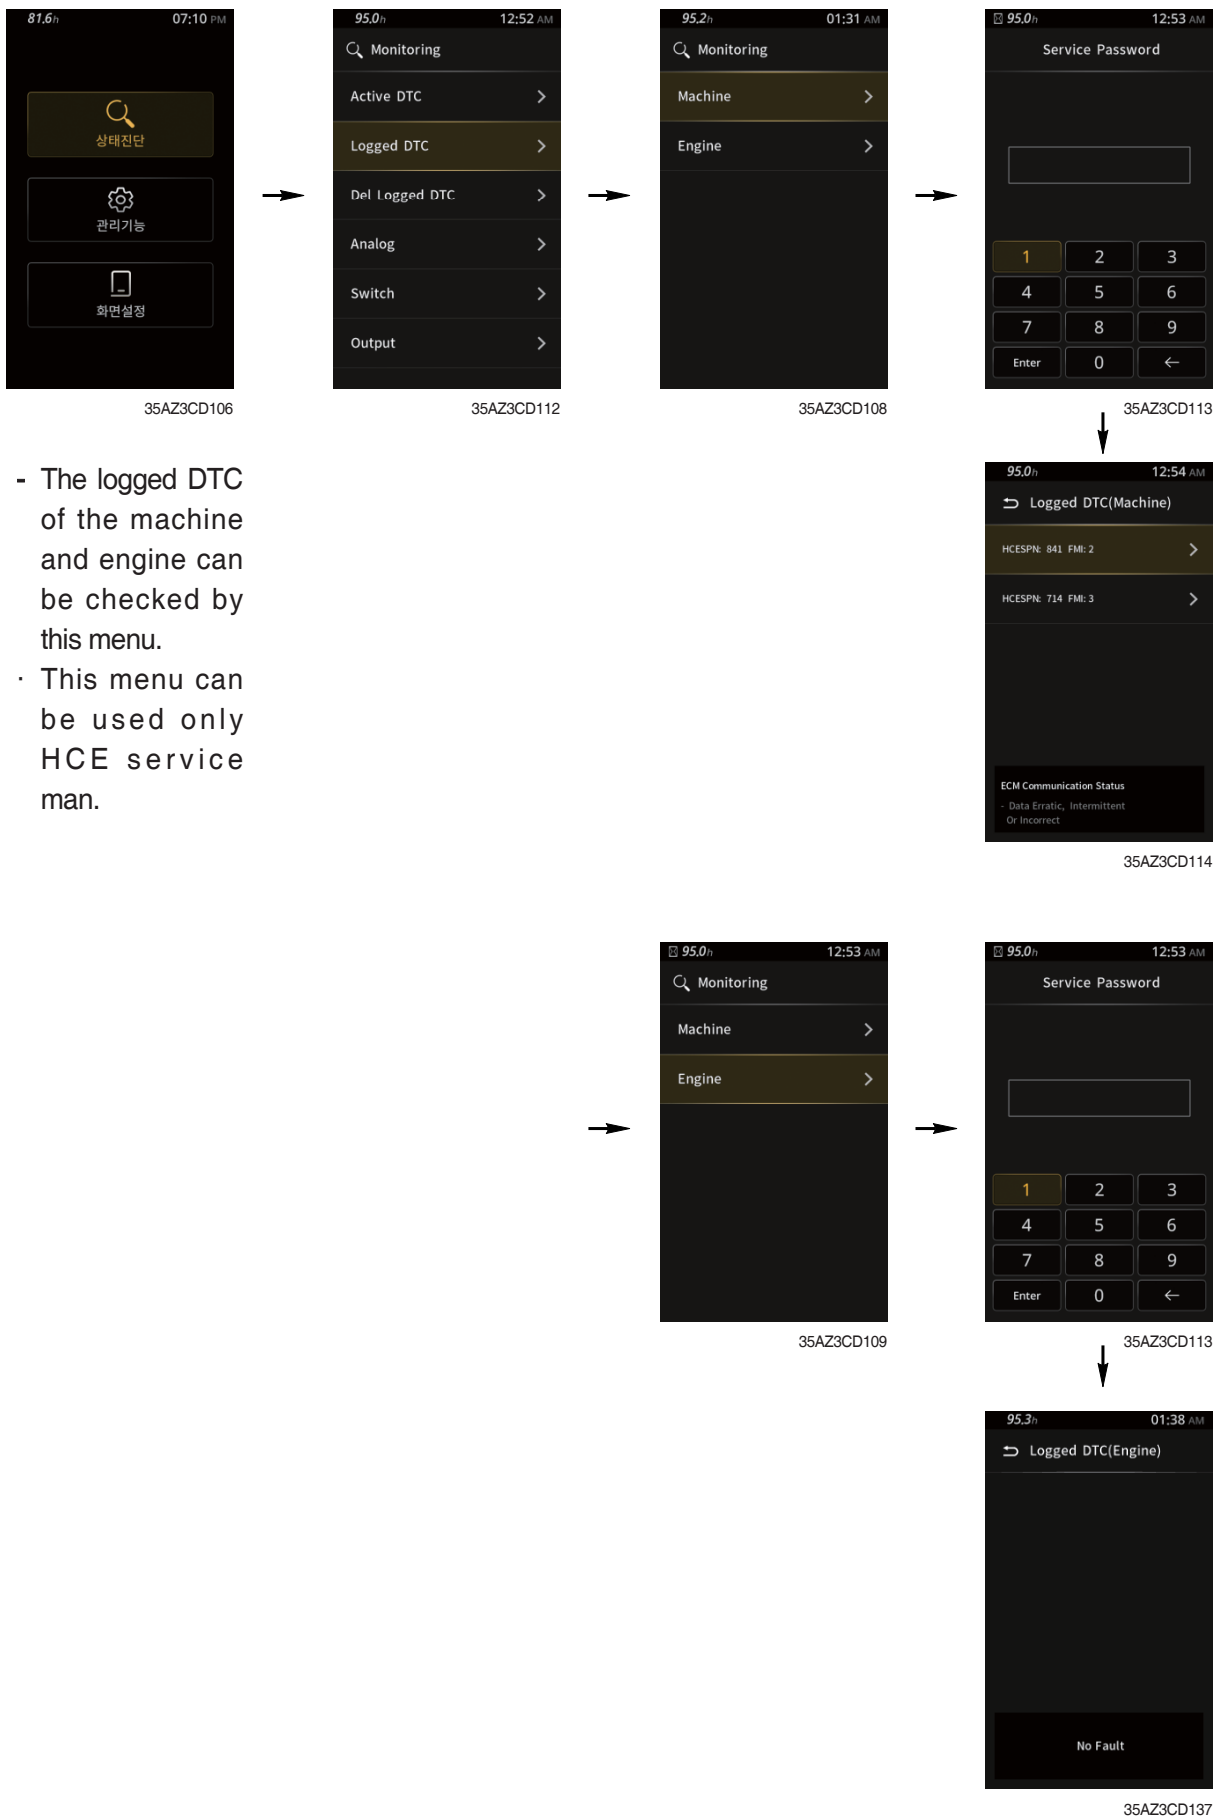 81.6h 07:10 PM
상태진단
관리기능
화면설정
35AZ3CD106
95.0h 12:52 AM
Monitoring
Active DTC
Logged DTC
Del Logged DTC
Analog
Switch
Output
35AZ3CD112
95.2h 01:31 AM
Monitoring
Machine
Engine
35AZ3CD108
95.0h 12:53 AM
Service Password
1 2 3
4 5 6
7 8 9
Enter 0 ←
35AZ3CD113
- The logged DTC
of the machine
and engine can
be checked by
this menu.
· This menu can
be used only
HCE service
man.
95.0h 12:54 AM
Logged DTC(Machine)
HCESPN: 841 FMI: 2
HCESPN: 714 FMI: 3
ECM Communication Status
- Data Erratic, Intermittent
Or Incorrect
35AZ3CD114
95.0h 12:53 AM
Monitoring
Machine
Engine
35AZ3CD109
95.0h 12:53 AM
Service Password
1 2 3
4 5 6
7 8 9
Enter 0 ←
35AZ3CD113
95.3h 01:38 AM
Logged DTC(Engine)
No Fault
35AZ3CD137